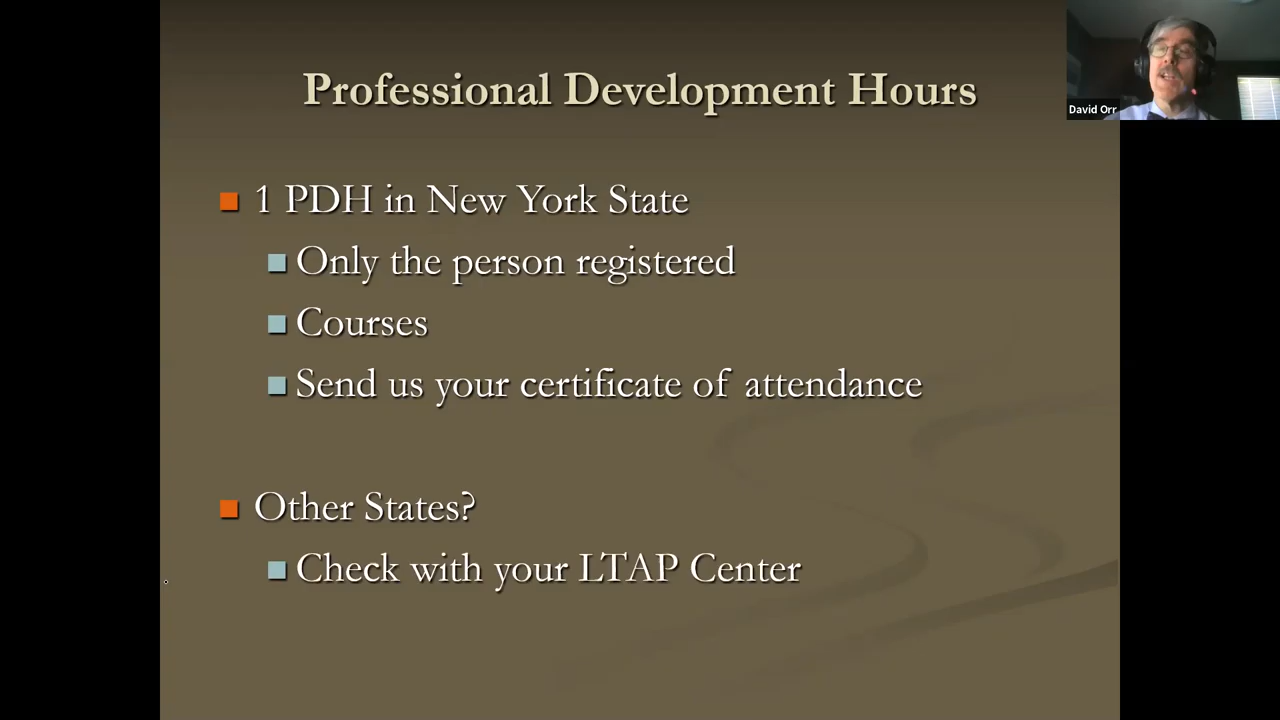 Professional Development Hours
David Orr
1 PDH in New York State
Only the person registered
Courses
Send us your certificate of attendance
Other States?
Check with your LTAP Center